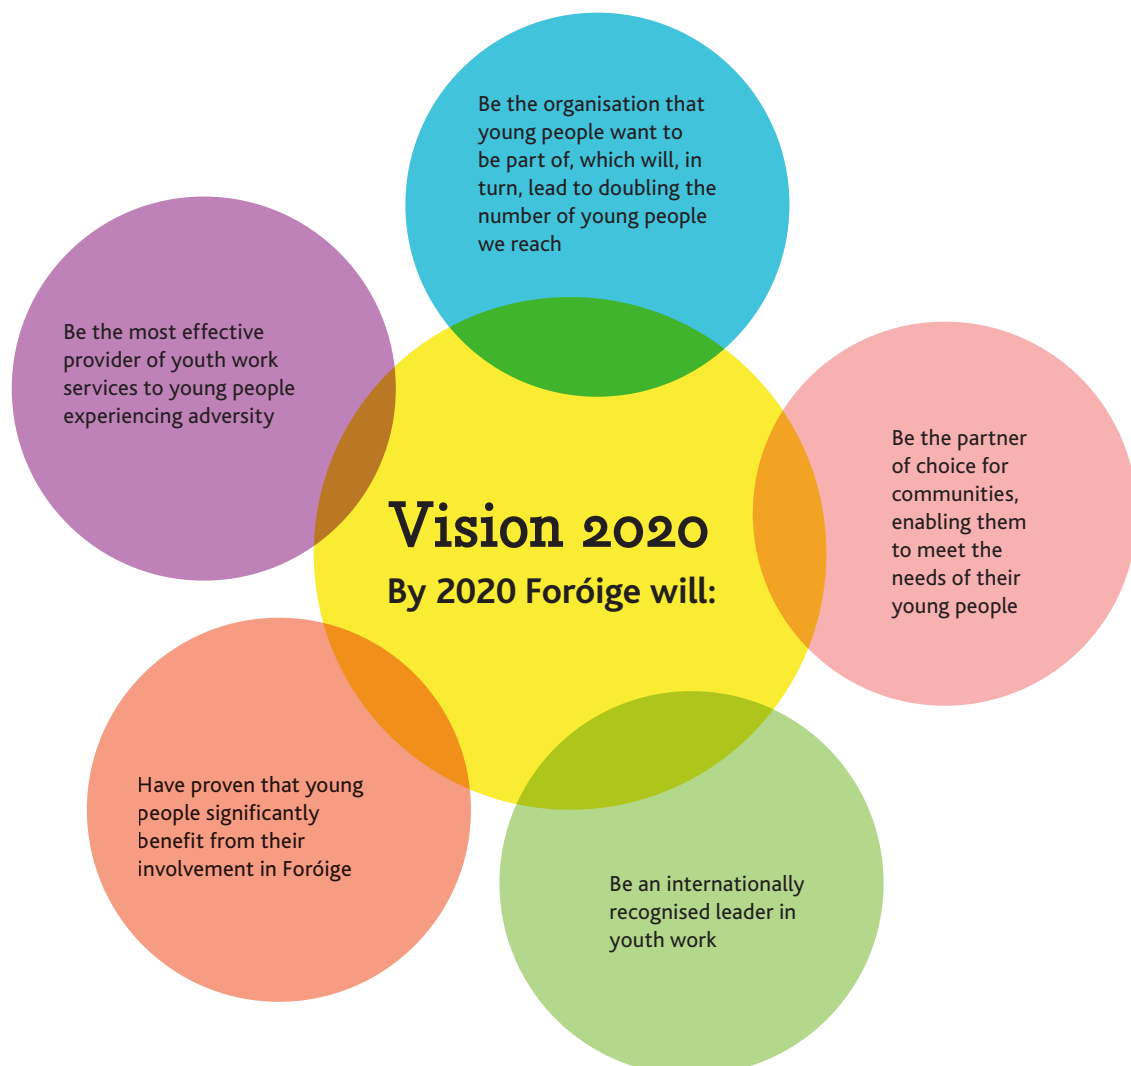 Vision 2020
By 2020 Foróige will:
Be the organisation that
young people want to
be part of, which will, in
turn, lead to doubling the
number of young people
we reach
Be the partner
of choice for
communities,
enabling them
to meet the
needs of their
young people
Be an internationally
recognised leader in
youth work
Have proven that young
people significantly
benefit from their
involvement in Foróige
Be the most effective
provider of youth work
services to young people
experiencing adversity